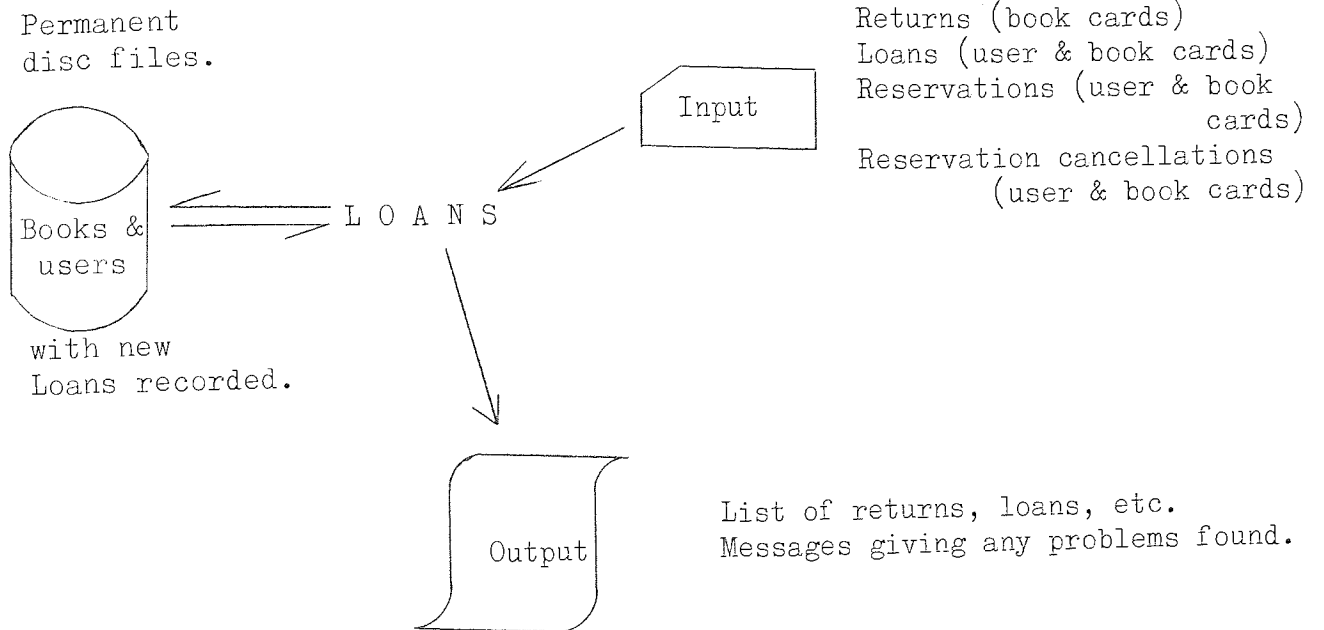 Permanent
disc files.
Books &
users
with new
Loans recorded.
L O A N S
Input
Returns (book cards)
Loans (user & book cards)
Reservations (user & book
cards)
Reservation cancellations
(user & book cards)
Output
List of returns, loans, etc.
Messages giving any problems found.